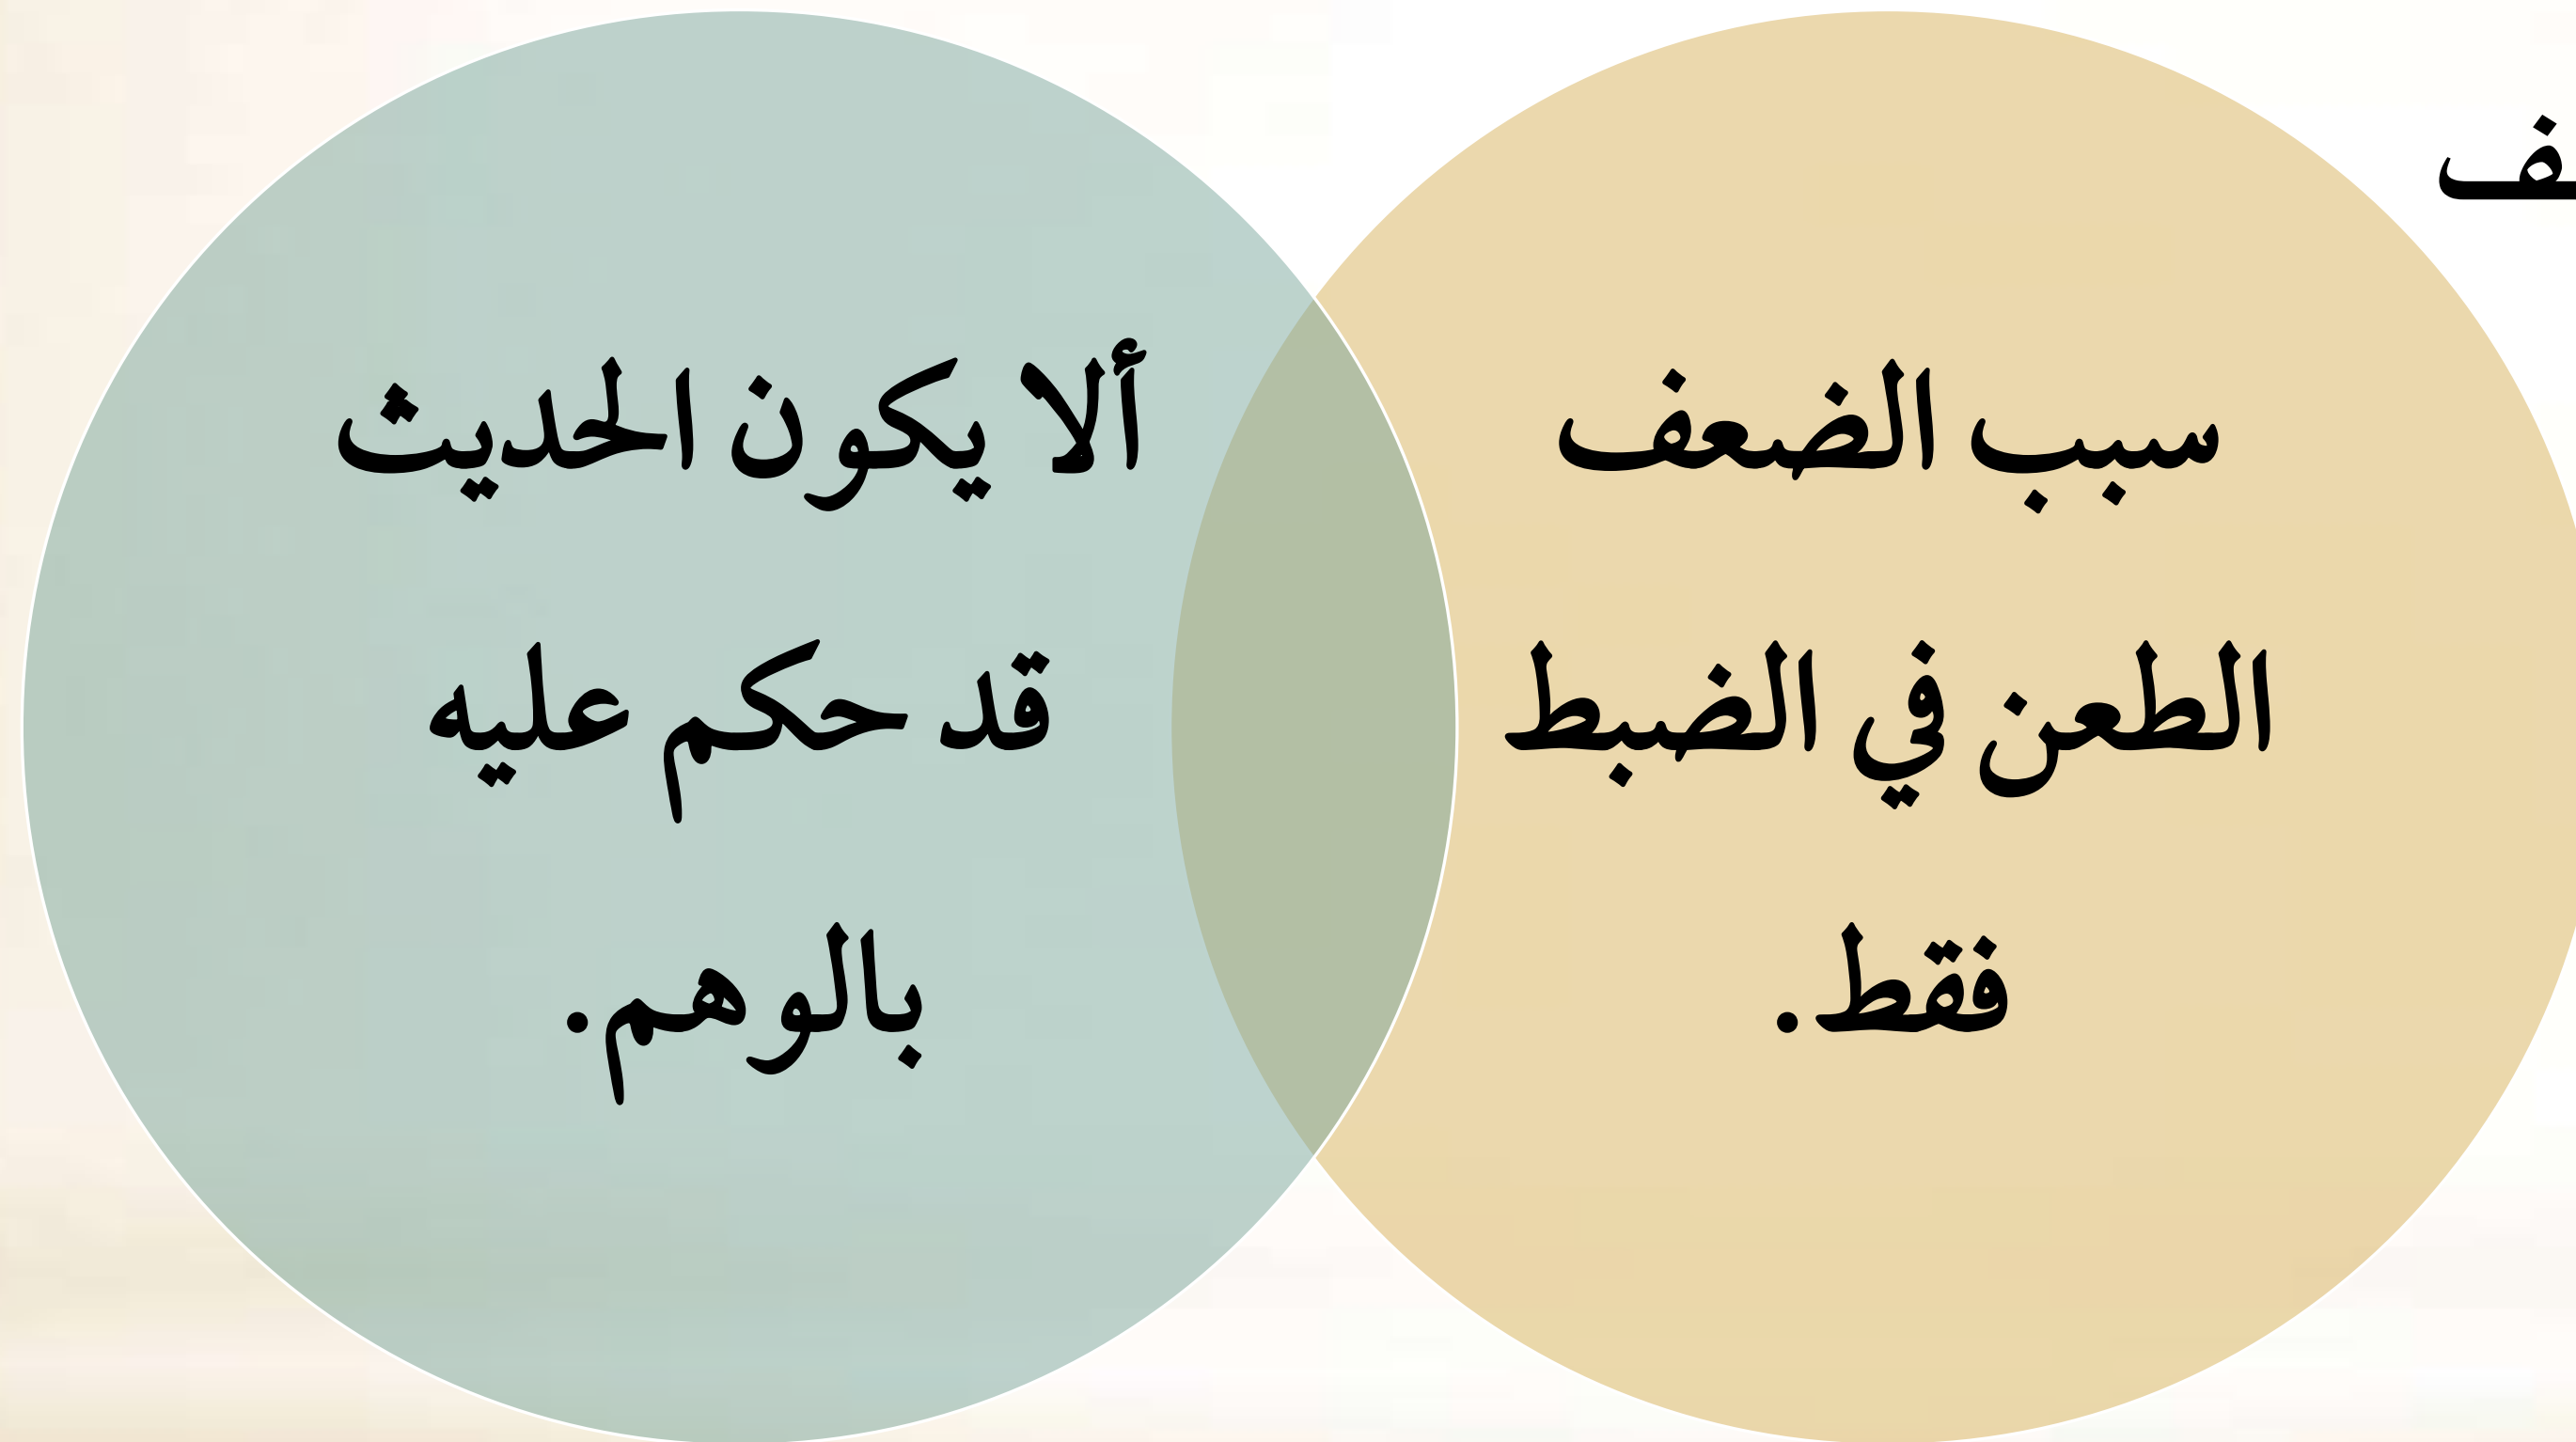 سبب الضعف
الطعن في الضبط
فقط.
ألا يكون الحديث
قد حكم عليه
بالوهم.